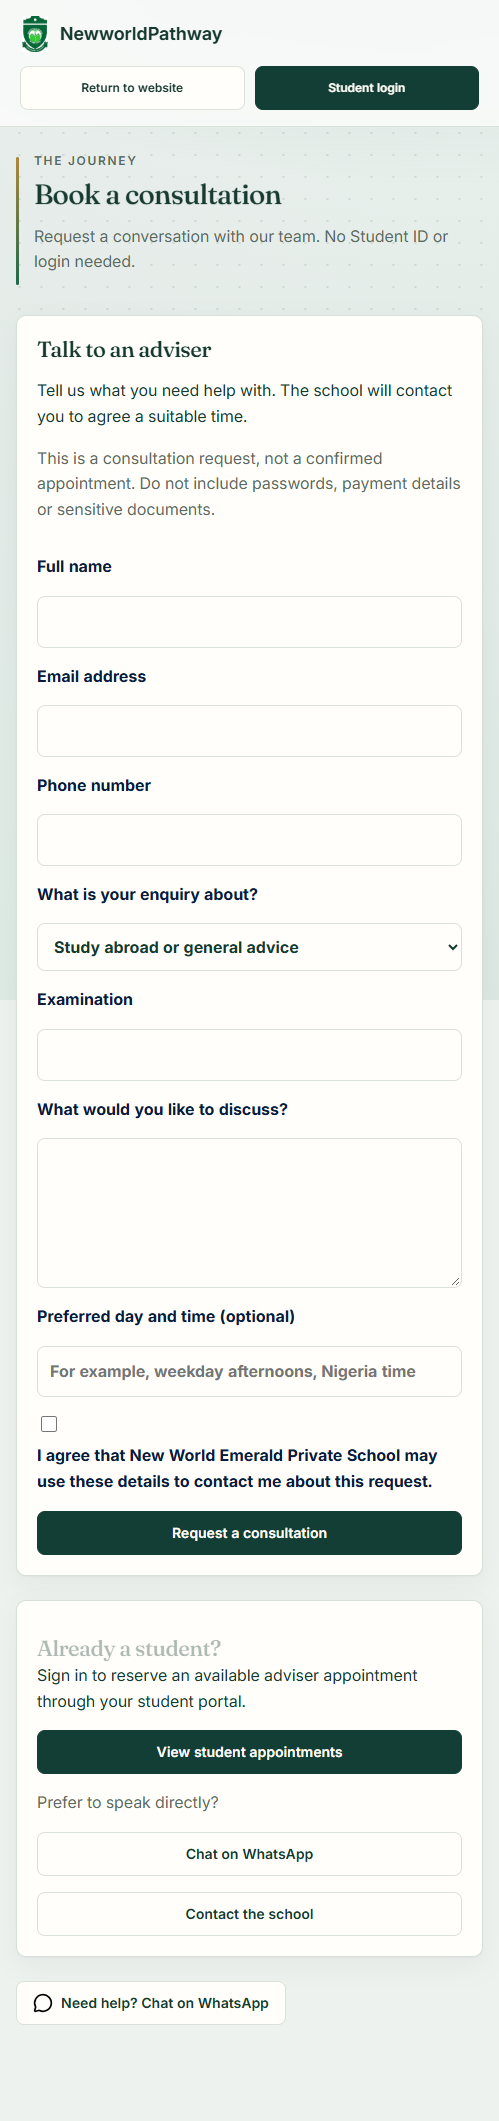 NewworldPathway
Return to website
Student login
THE JOURNEY
Book a consultation
Request a conversation with our team. No Student ID or
login needed.
Talk to an adviser
Tell us what you need help with. The school will contact
you to agree a suitable time.
This is a consultation request, not a confirmed
appointment. Do not include passwords, payment details
or sensitive documents.
Full name
Email address
Phone number
What is your enquiry about?
Study abroad or general advice
Examination
What would you like to discuss?
Preferred day and time (optional)
For example, weekday afternoons, Nigeria time
I agree that New World Emerald Private School may
use these details to contact me about this request.
Request a consultation
Already a student?
Sign in to reserve an available adviser appointment
through your student portal.
View student appointments
Prefer to speak directly?
Chat on WhatsApp
Contact the school
Need help? Chat on WhatsApp